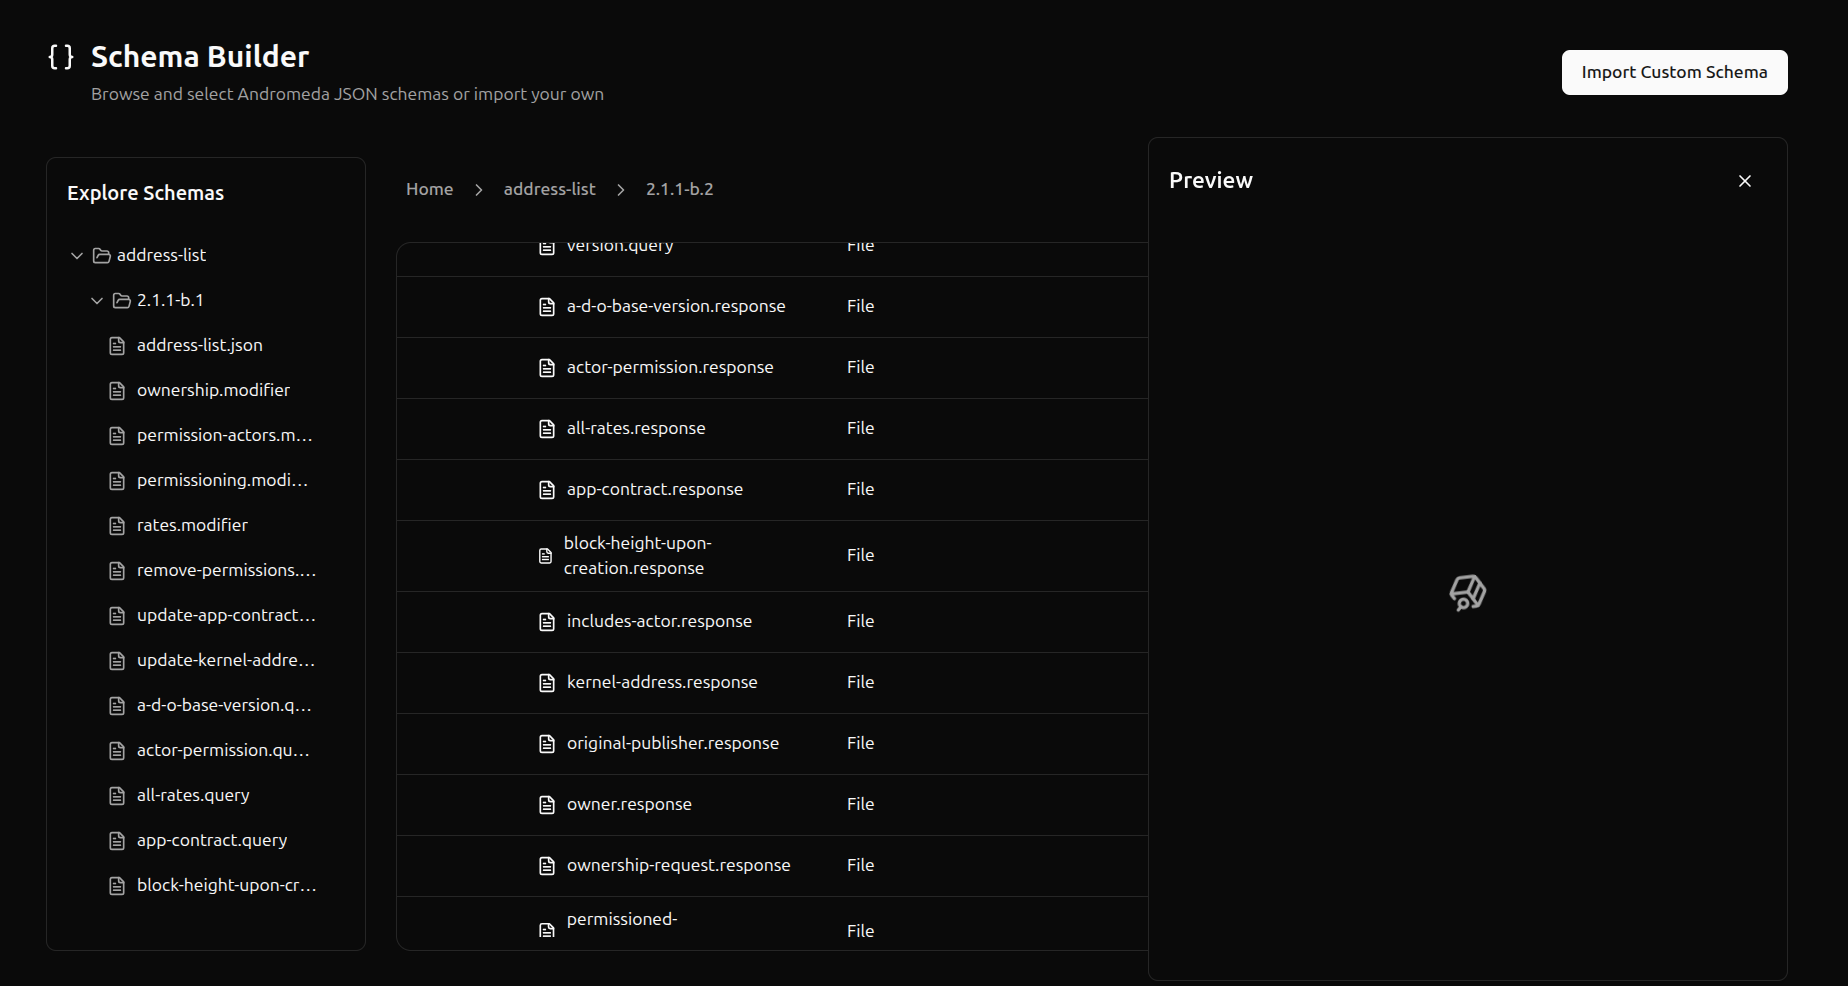 { } Schema Builder
Browse and select Andromeda JSON schemas or import your own
Import Custom Schema
Explore Schemas
address-list
2.1.1-b.1
address-list.json
ownership.modifier
permission-actors.m...
permissioning.modi...
rates.modifier
remove-permissions....
update-app-contract...
update-kernel-addre...
a-d-o-base-version.q...
actor-permission.qu...
all-rates.query
app-contract.query
block-height-upon-cr...
Home > address-list > 2.1.1-b.2
version.query File
a-d-o-base-version.response File
actor-permission.response File
all-rates.response File
app-contract.response File
block-height-upon-
creation.response File
includes-actor.response File
kernel-address.response File
original-publisher.response File
owner.response File
ownership-request.response File
permissioned-
File
Preview